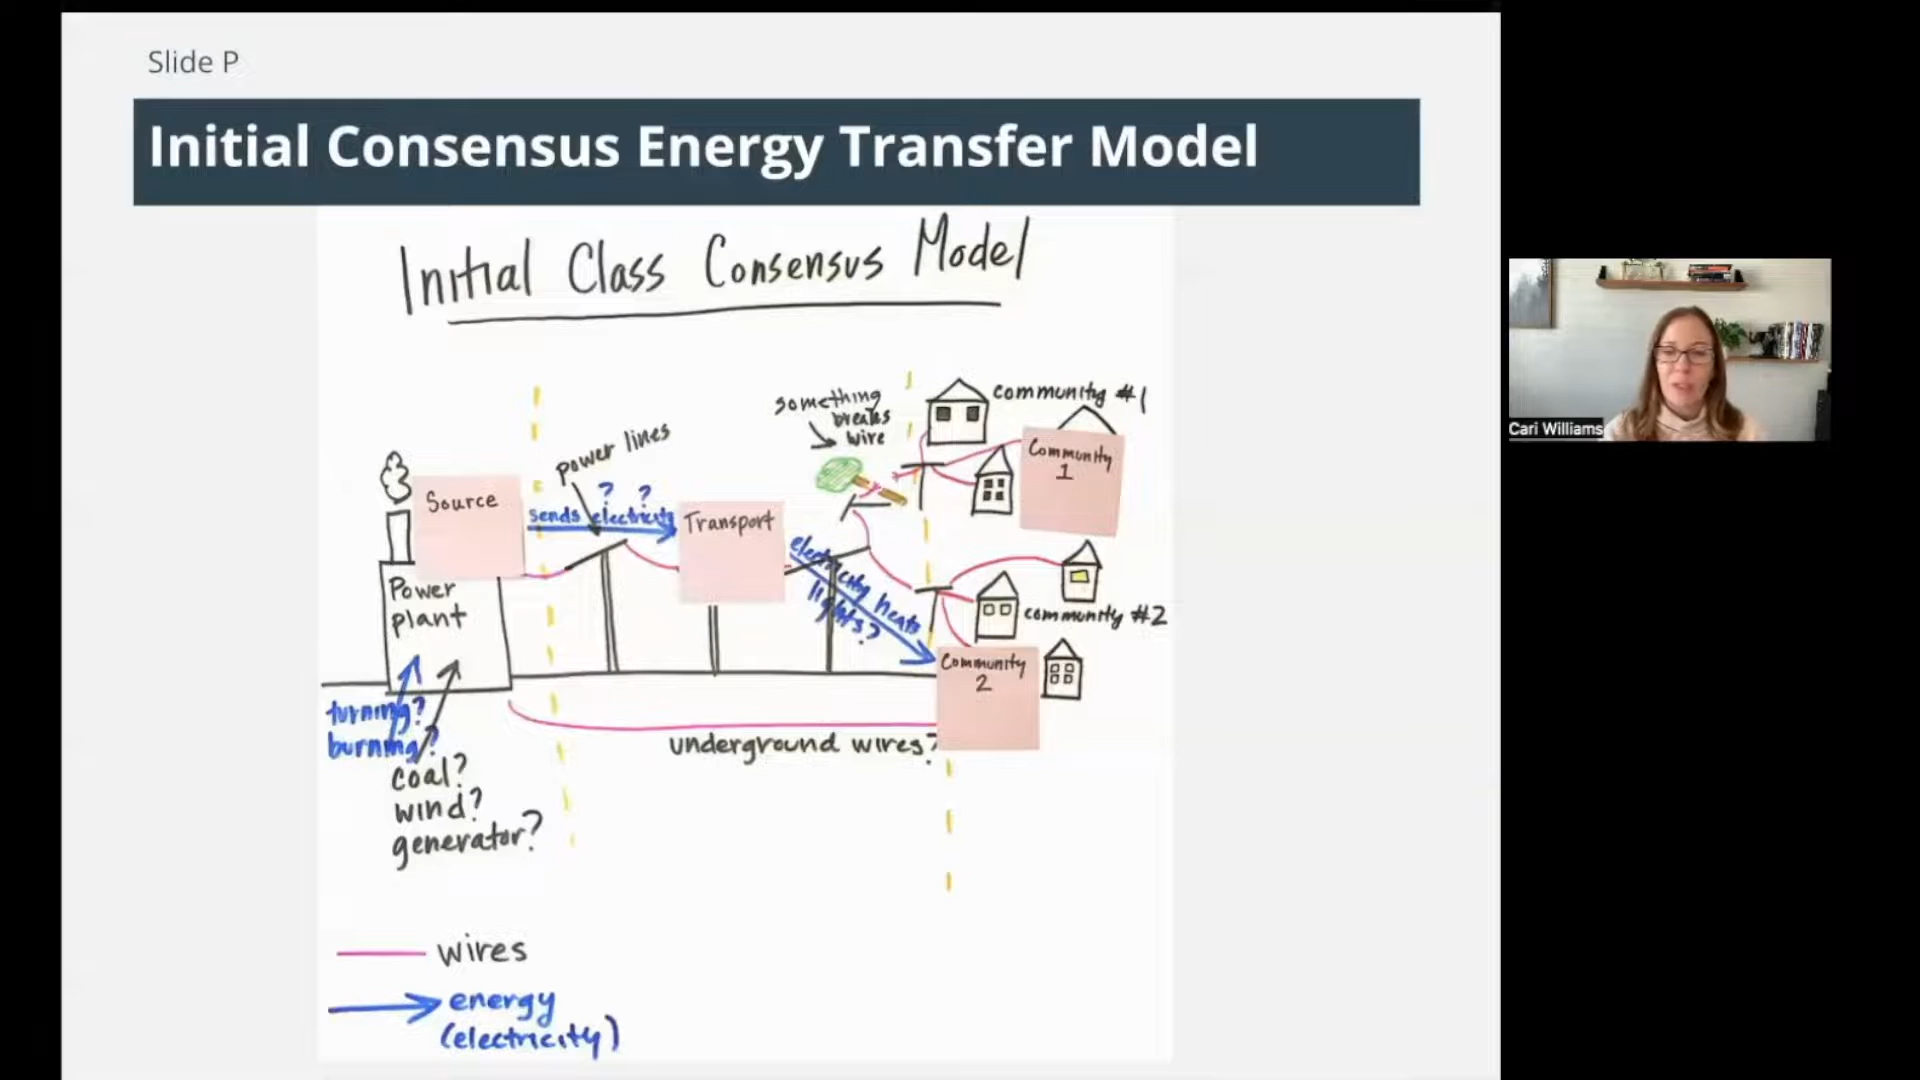 Slide P
Initial Consensus Energy Transfer Model
Initial Class Consensus Model
something
breaks
wire
community #1
Community
1
power lines
Source
? ?
sends electricity
Transport
electricity heats
lights?
Power
plant
community #2
Community
2
turning?
burning?
underground wires?
coal?
wind?
generator?
wires
energy
(electricity)
Cari Williams